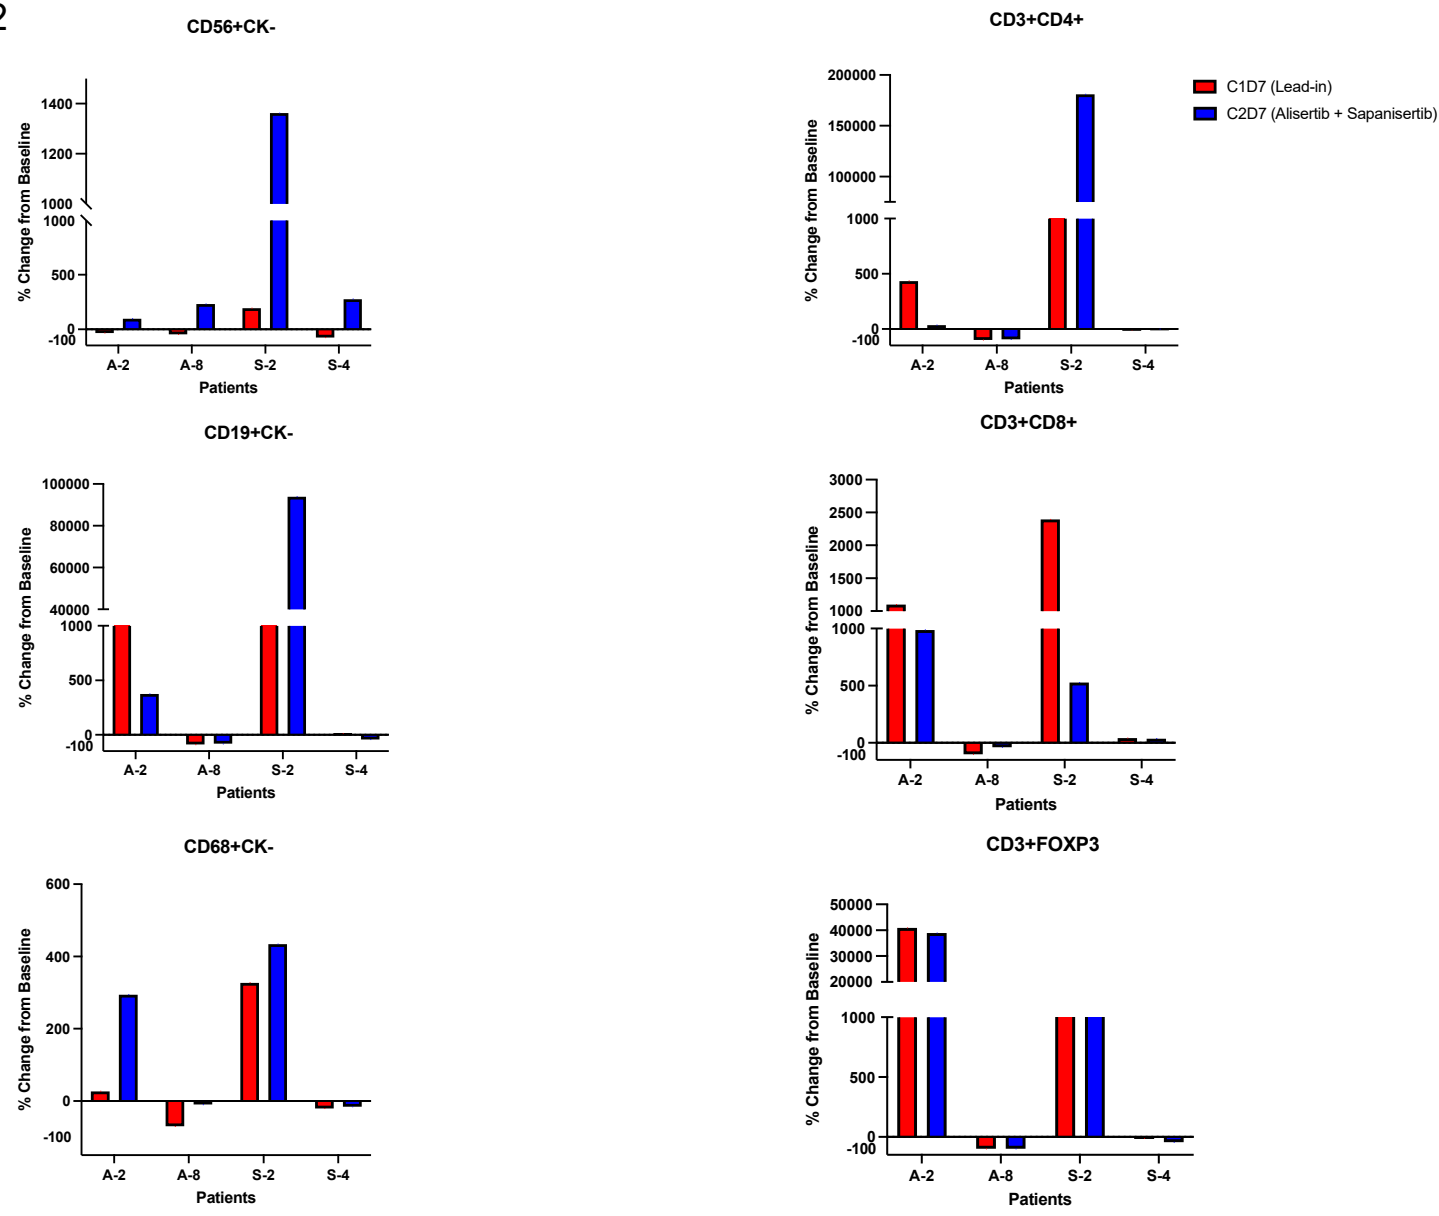 2
CD56+CK-
% Change from Baseline
1400
1200
1000
1000
500
0
-100
A-2 A-8 S-2 S-4
Patients
CD3+CD4+
% Change from Baseline
200000
150000
100000
1000
500
0
-100
A-2 A-8 S-2 S-4
Patients
C1D7 (Lead-in)
C2D7 (Alisertib + Sapanisertib)
CD19+CK-
% Change from Baseline
100000
80000
60000
40000
1000
500
0
-100
A-2 A-8 S-2 S-4
Patients
CD3+CD8+
% Change from Baseline
3000
2500
2000
1500
1000
1000
500
0
-100
A-2 A-8 S-2 S-4
Patients
CD68+CK-
% Change from Baseline
600
400
200
0
-100
A-2 A-8 S-2 S-4
Patients
CD3+FOXP3
% Change from Baseline
50000
40000
30000
20000
1000
500
0
-100
A-2 A-8 S-2 S-4
Patients